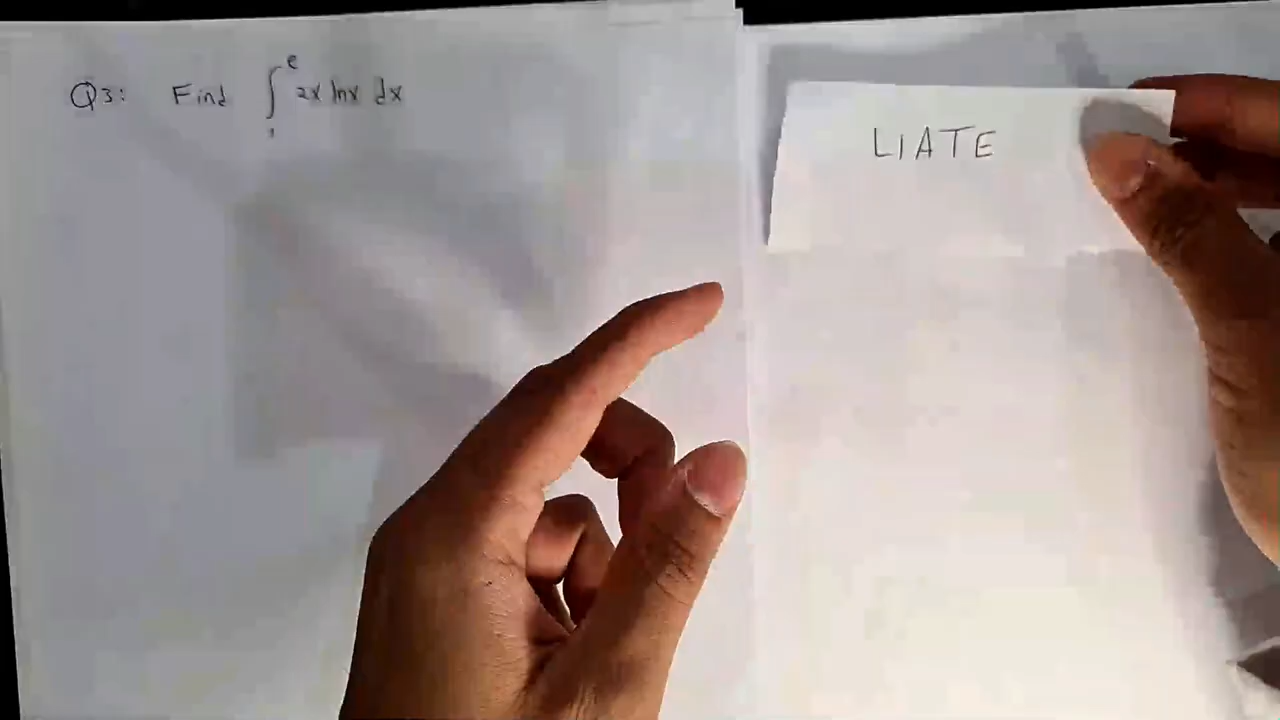 Q3: Find ∫₁ᵉ 2x lnx dx
LIATE